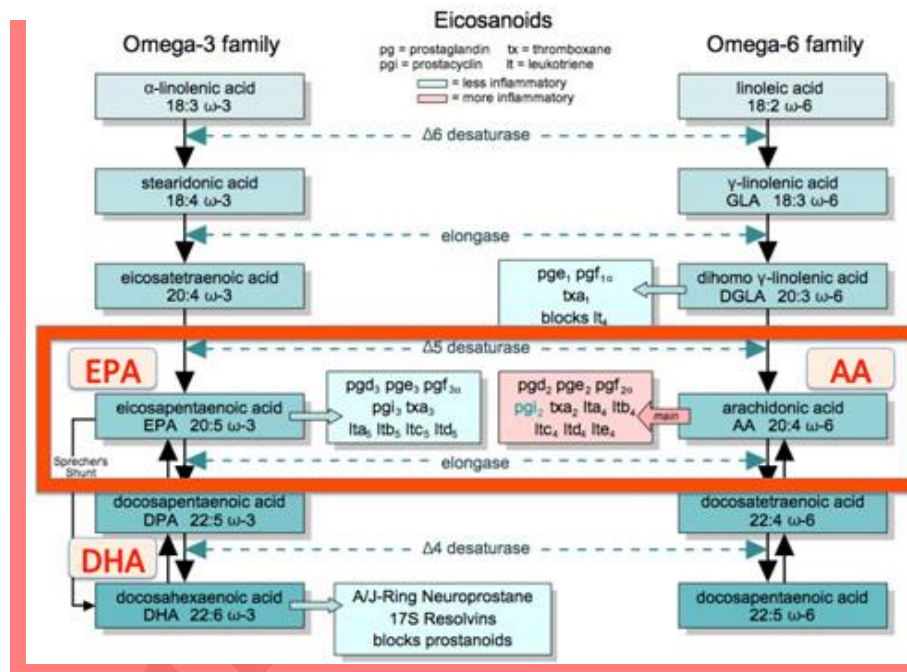 Eicosanoids
Omega-3 family
pg = prostaglandin tx = thromboxane
pgi = prostacyclin lt = leukotriene
= less inflammatory
= more inflammatory
Omega-6 family
α-linolenic acid
18:3 ω-3
linoleic acid
18:2 ω-6
Δ6 desaturase
stearidonic acid
18:4 ω-3
γ-linolenic acid
GLA 18:3 ω-6
elongase
eicosatetraenoic acid
20:4 ω-3
pge₁ pgf₁α
txa₁
blocks lt₄
dihomo γ-linolenic acid
DGLA 20:3 ω-6
Δ5 desaturase
EPA
AA
eicosapentaenoic acid
EPA 20:5 ω-3
pgd₃ pge₃ pgf₃α
pgi₃ txa₃
lta₅ ltb₅ ltc₅ ltd₅
pgd₂ pge₂ pgf₂α
pgi₂ txa₂ lta₄ ltb₄
ltc₄ ltd₄ lte₄
main
arachidonic acid
AA 20:4 ω-6
Sprecher's
Shunt
elongase
docosapentaenoic acid
DPA 22:5 ω-3
docosatetraenoic acid
22:4 ω-6
DHA
Δ4 desaturase
docosahexaenoic acid
DHA 22:6 ω-3
A/J-Ring Neuroprostane
17S Resolvins
blocks prostanoids
docosapentaenoic acid
22:5 ω-6